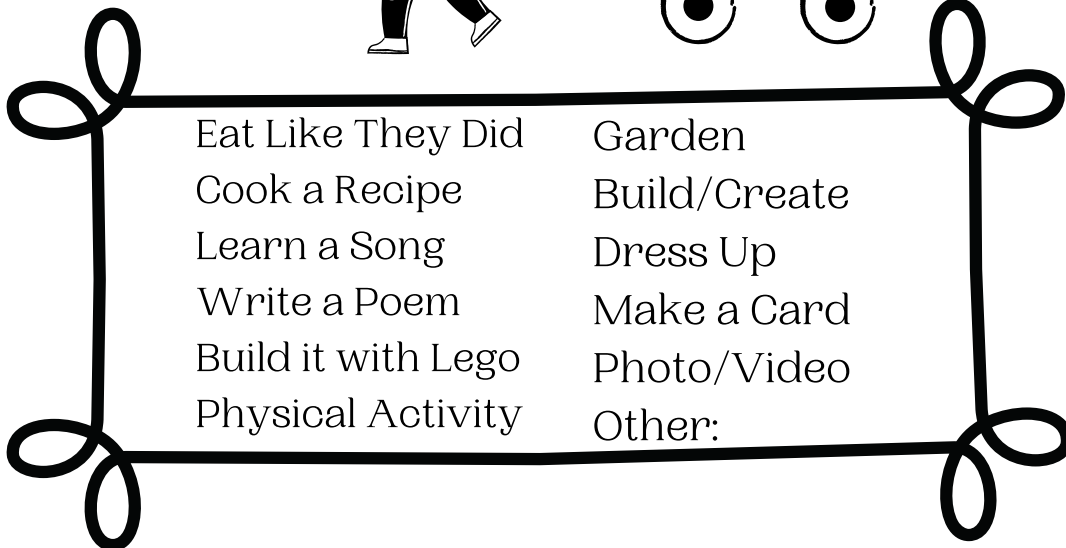 Eat Like They Did
Cook a Recipe
Learn a Song
Write a Poem
Build it with Lego
Physical Activity
Garden
Build/Create
Dress Up
Make a Card
Photo/Video
Other: